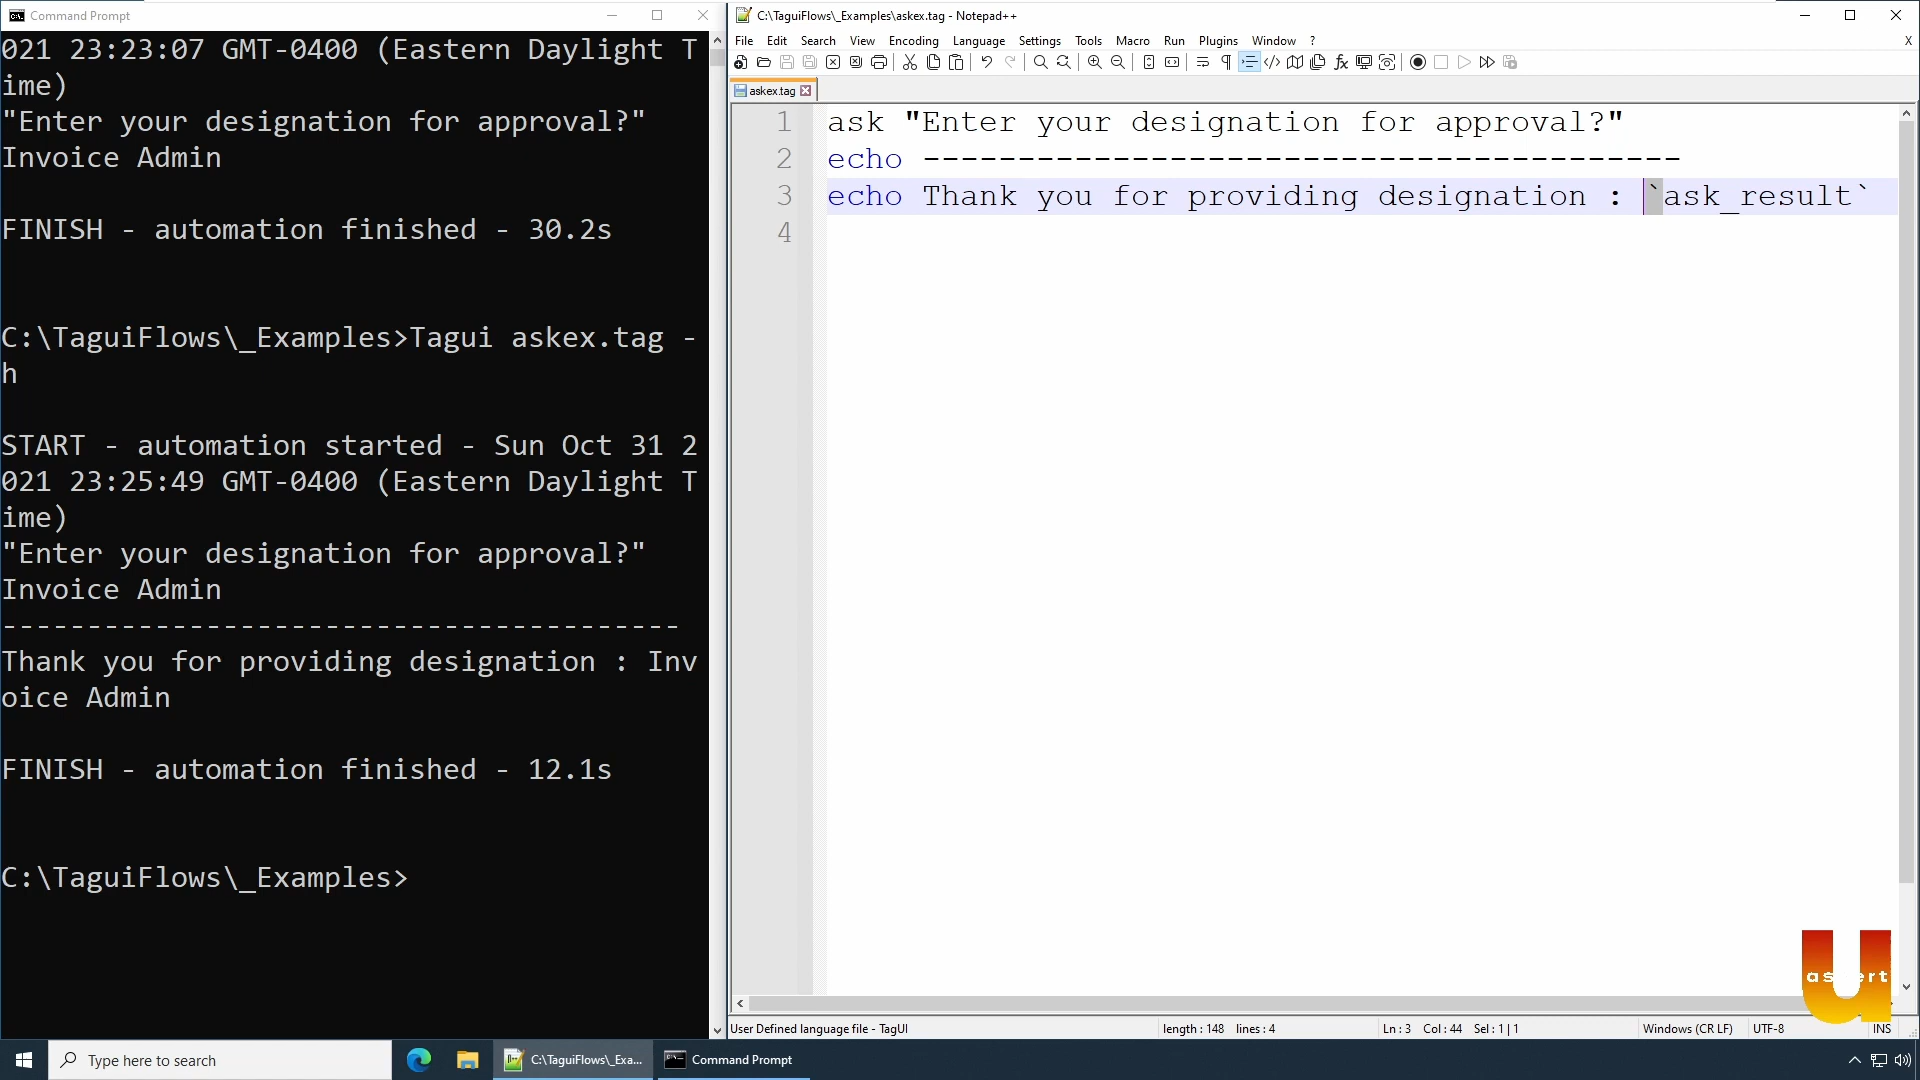 Command Prompt
021 23:23:07 GMT-0400 (Eastern Daylight T
ime)
"Enter your designation for approval?"
Invoice Admin
FINISH - automation finished - 30.2s
C:\TaguiFlows\_Examples>Tagui askex.tag -
h
START - automation started - Sun Oct 31 2
021 23:25:49 GMT-0400 (Eastern Daylight T
ime)
"Enter your designation for approval?"
Invoice Admin
----------------------------------------
Thank you for providing designation : Inv
oice Admin
FINISH - automation finished - 12.1s
C:\TaguiFlows\_Examples>
C:\TaguiFlows\_Examples\askex.tag - Notepad++
File Edit Search View Encoding Language Settings Tools Macro Run Plugins Window ? X
askex.tag
1 ask "Enter your designation for approval?"
2 echo ----------------------------------------
3 echo Thank you for providing designation : `ask_result`
4
User Defined language file - TagUI length : 148 lines : 4 Ln : 3 Col : 44 Sel : 1 | 1 Windows (CR LF) UTF-8 INS
Type here to search
C:\TaguiFlows\_Exa...
Command Prompt